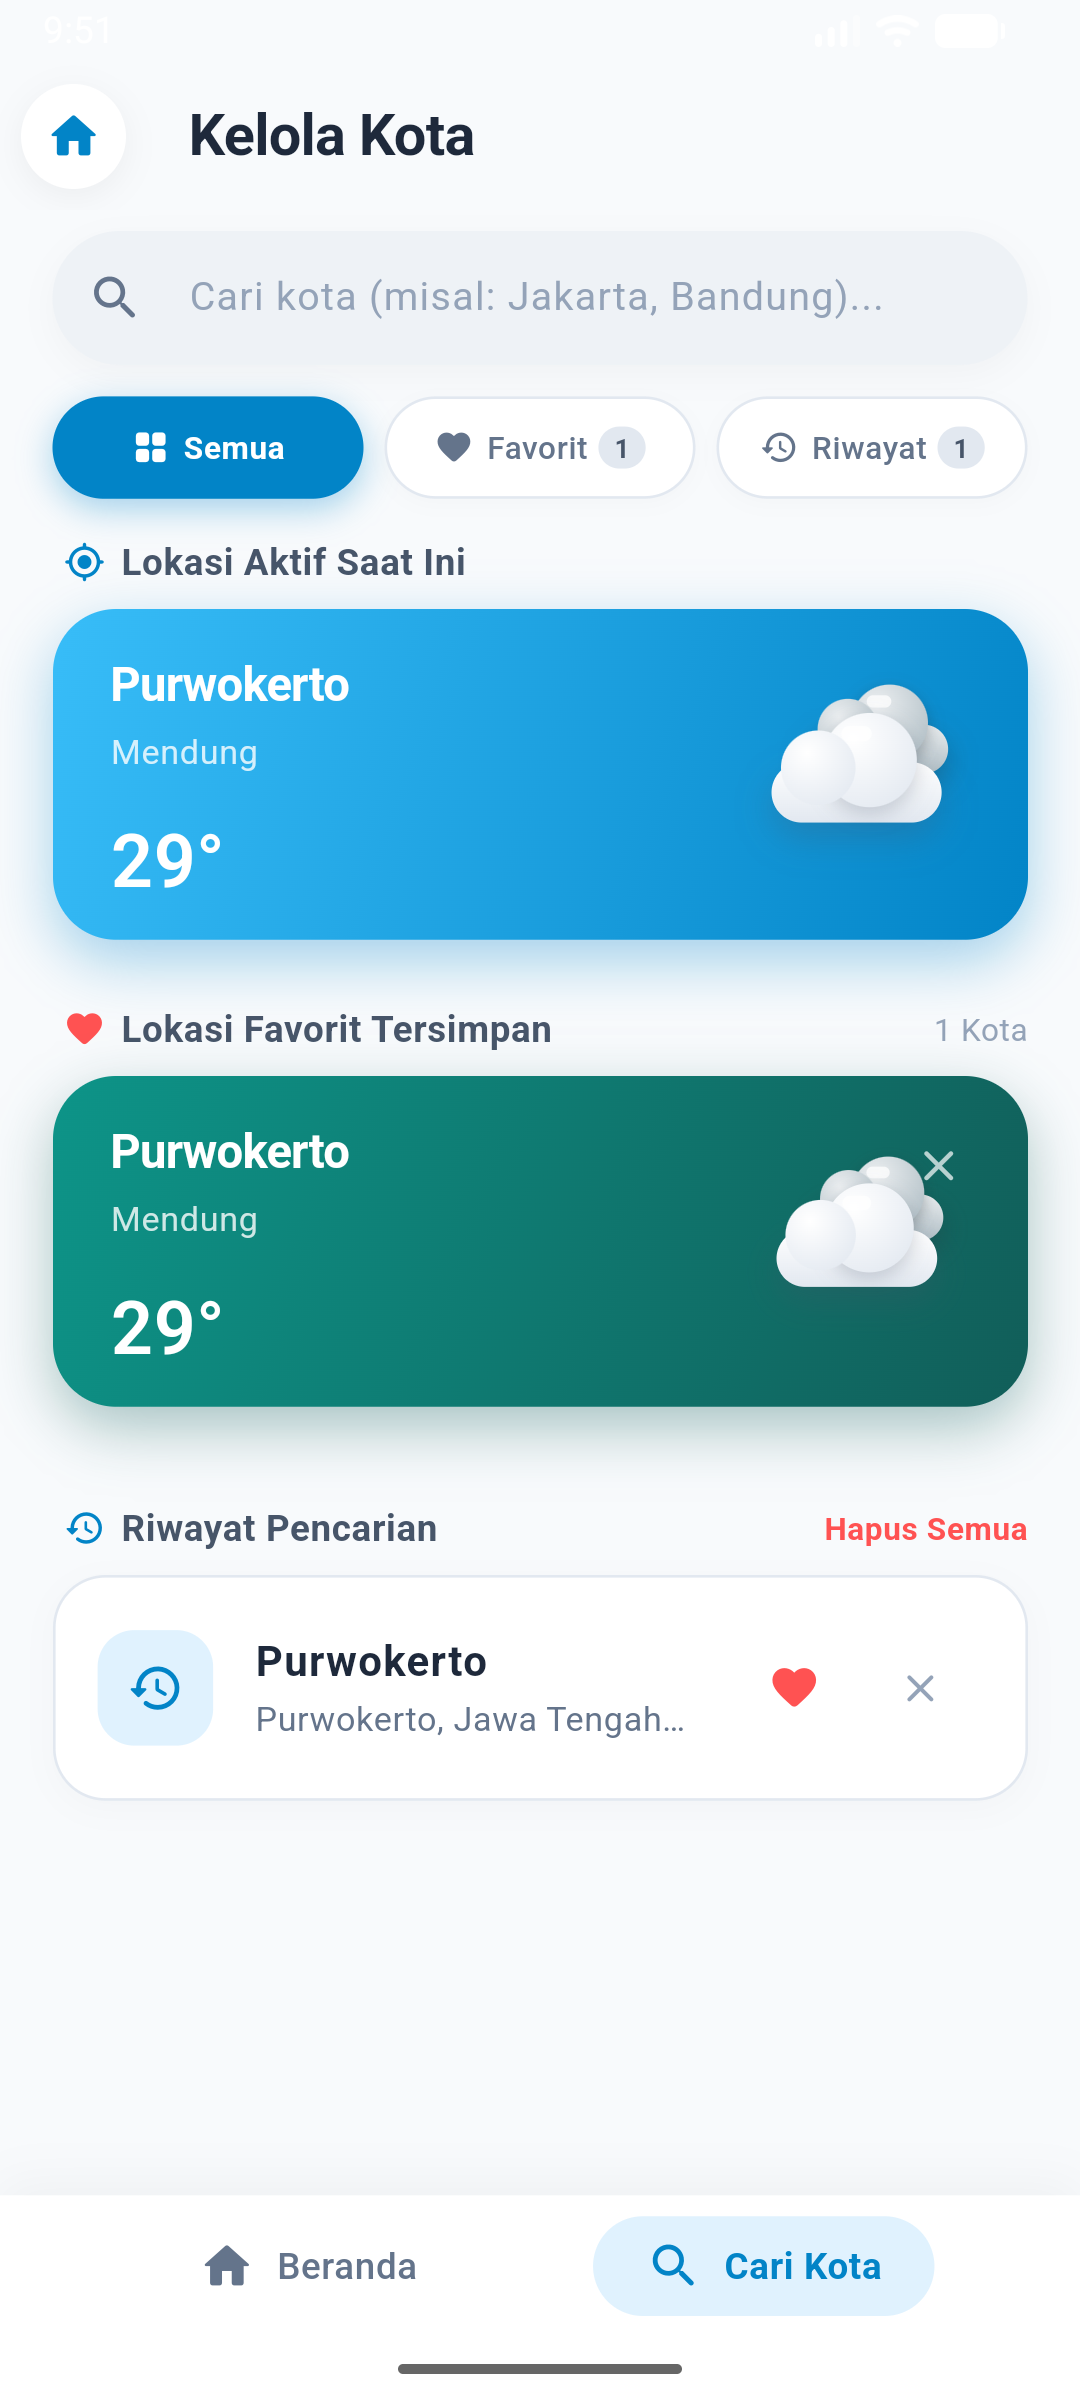 9:51
Kelola Kota
Cari kota (misal: Jakarta, Bandung)...
Semua
Favorit 1
Riwayat 1
Lokasi Aktif Saat Ini
Purwokerto
Mendung
29°
Lokasi Favorit Tersimpan
1 Kota
Purwokerto
Mendung
29°
Riwayat Pencarian
Hapus Semua
Purwokerto
Purwokerto, Jawa Tengah...
Beranda
Cari Kota